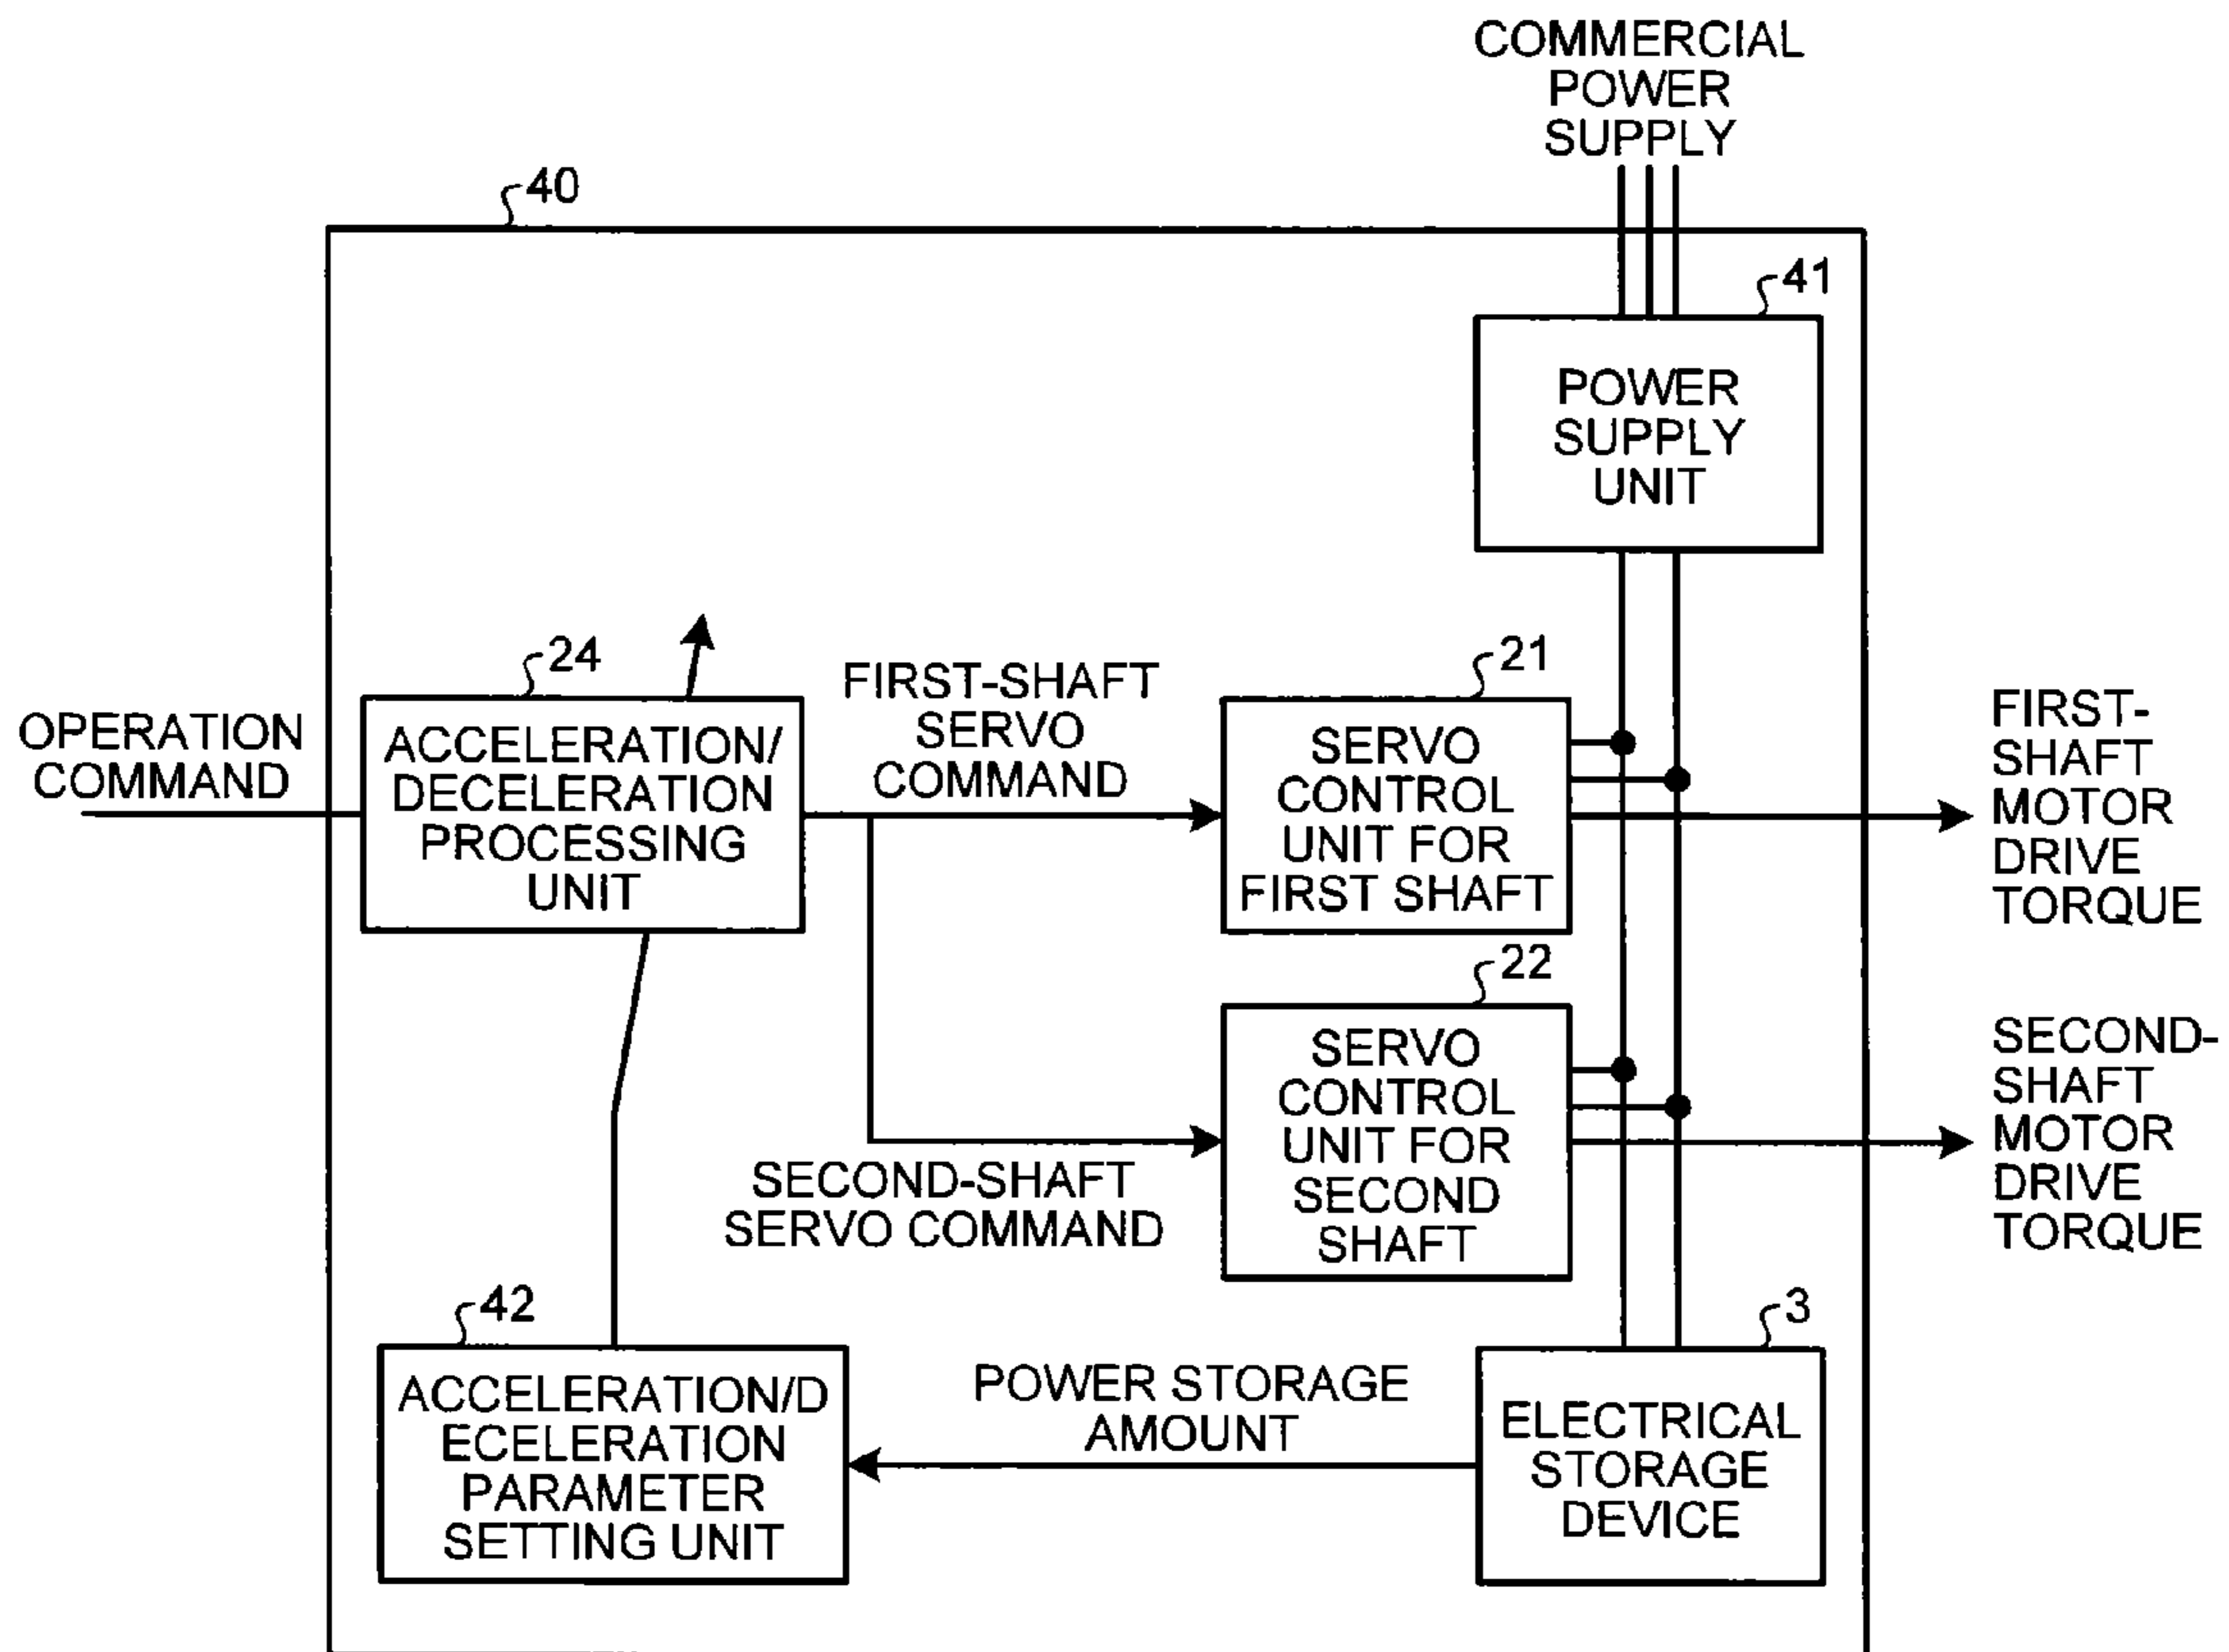 COMMERCIAL
POWER
SUPPLY
40
41
POWER
SUPPLY
UNIT
24
FIRST-SHAFT
SERVO
COMMAND
21
OPERATION
COMMAND
ACCELERATION/
DECELERATION
PROCESSING
UNIT
SERVO
CONTROL
UNIT FOR
FIRST SHAFT
FIRST-
SHAFT
MOTOR
DRIVE
TORQUE
22
SERVO
CONTROL
UNIT FOR
SECOND
SHAFT
SECOND-
SHAFT
MOTOR
DRIVE
TORQUE
SECOND-SHAFT
SERVO COMMAND
42
3
ACCELERATION/D
ECELERATION
PARAMETER
SETTING UNIT
POWER STORAGE
AMOUNT
ELECTRICAL
STORAGE
DEVICE